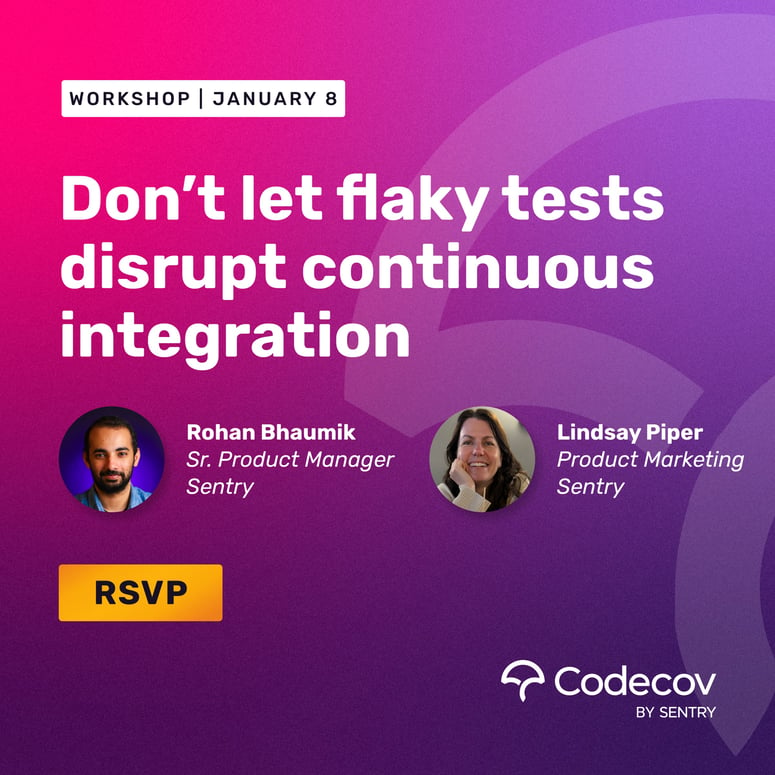 WORKSHOP | JANUARY 8
Don’t let flaky tests
disrupt continuous
integration
Rohan Bhaumik
Sr. Product Manager
Sentry
Lindsay Piper
Product Marketing
Sentry
RSVP
Codecov
BY SENTRY